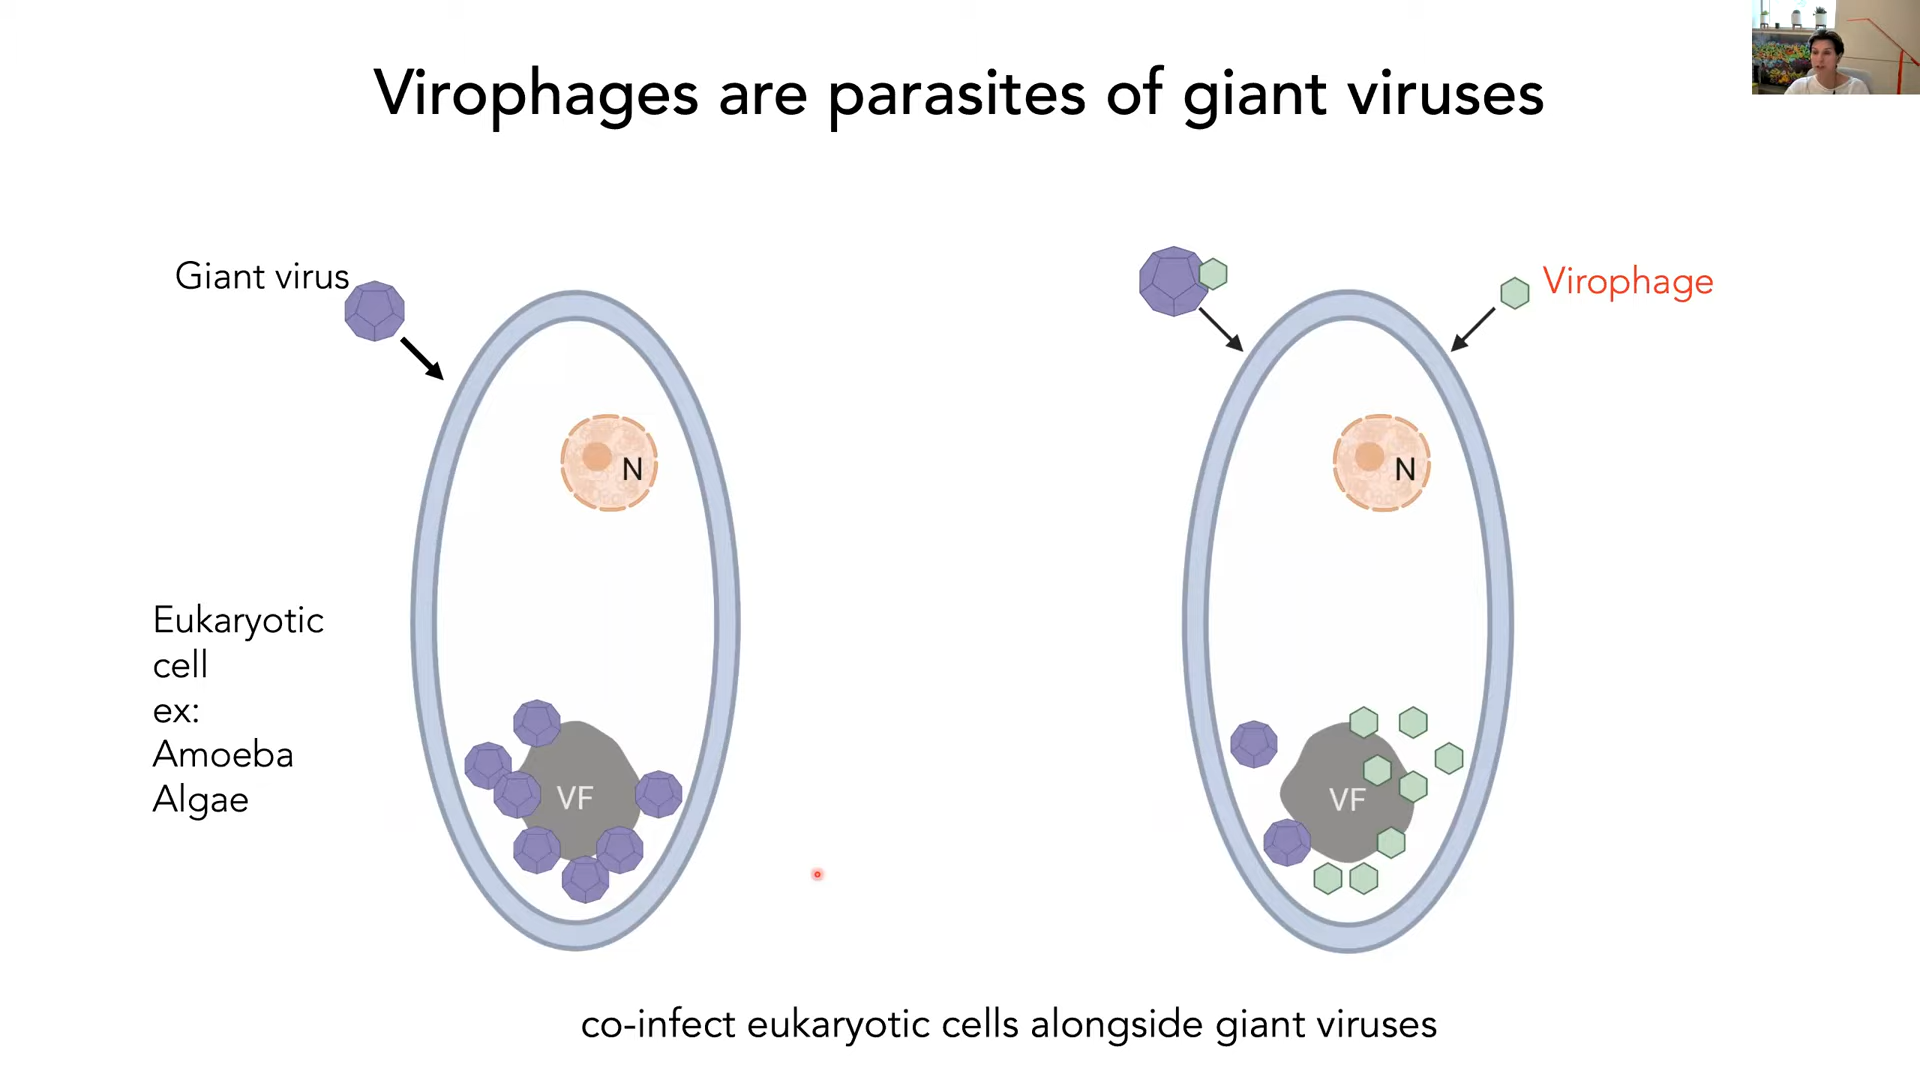 Virophages are parasites of giant viruses
Giant virus
Virophage
N
N
Eukaryotic
cell
ex:
Amoeba
Algae
VF
VF
co-infect eukaryotic cells alongside giant viruses